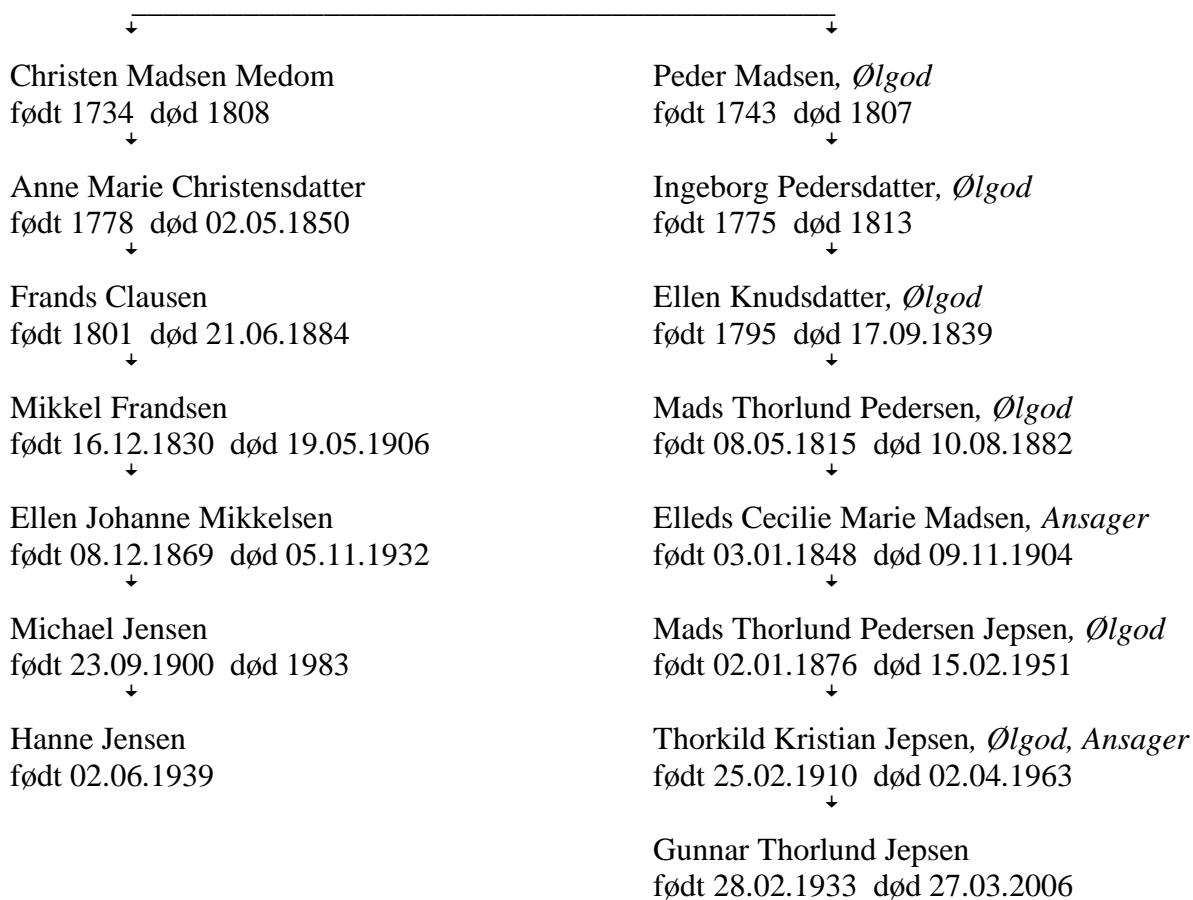 Christen Madsen Medom
født 1734 død 1808
Anne Marie Christensdatter
født 1778 død 02.05.1850
Frands Clausen
født 1801 død 21.06.1884
Mikkel Frandsen
født 16.12.1830 død 19.05.1906
Ellen Johanne Mikkelsen
født 08.12.1869 død 05.11.1932
Michael Jensen
født 23.09.1900 død 1983
Hanne Jensen
født 02.06.1939
Peder Madsen, Ølgod
født 1743 død 1807
Ingeborg Pedersdatter, Ølgod
født 1775 død 1813
Ellen Knudsdatter, Ølgod
født 1795 død 17.09.1839
Mads Thorlund Pedersen, Ølgod
født 08.05.1815 død 10.08.1882
Elleds Cecilie Marie Madsen, Ansager
født 03.01.1848 død 09.11.1904
Mads Thorlund Pedersen Jepsen, Ølgod
født 02.01.1876 død 15.02.1951
Thorkild Kristian Jepsen, Ølgod, Ansager
født 25.02.1910 død 02.04.1963
Gunnar Thorlund Jepsen
født 28.02.1933 død 27.03.2006